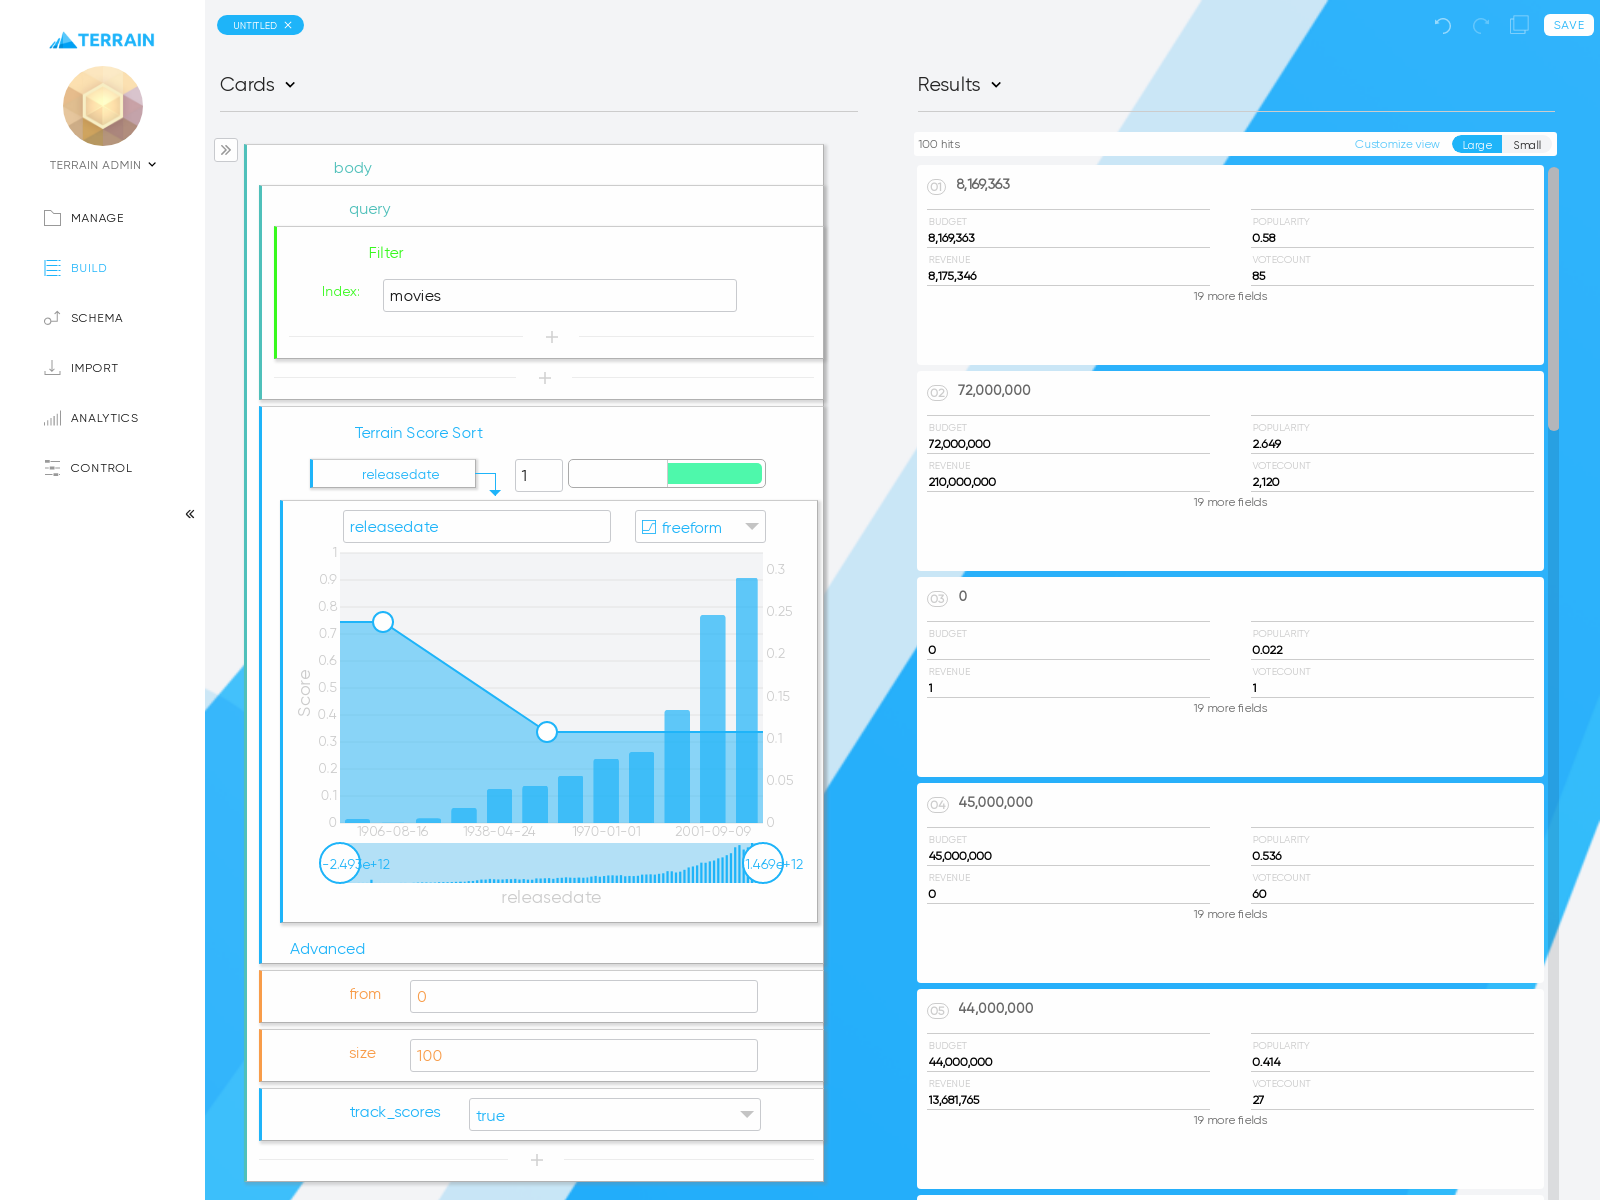 TERRAIN
TERRAIN ADMIN
MANAGE
BUILD
SCHEMA
IMPORT
ANALYTICS
CONTROL
UNTITLED
SAVE
Cards
body
query
Filter
Index: movies
Terrain Score Sort
releasedate 1
releasedate freeform
Score
1
0.9
0.8
0.7
0.6
0.5
0.4
0.3
0.2
0.1
0
0.3
0.25
0.2
0.15
0.1
0.05
0
1906-08-16 1938-04-24 1970-01-01 2001-09-09
-2.493e+12 1.469e+12
releasedate
Advanced
from 0
size 100
track_scores true
Results
100 hits Customize view Large Small
01 8,169,363
BUDGET POPULARITY
8,169,363 0.58
REVENUE VOTECOUNT
8,175,346 85
19 more fields
02 72,000,000
BUDGET POPULARITY
72,000,000 2.649
REVENUE VOTECOUNT
210,000,000 2,120
19 more fields
03 0
BUDGET POPULARITY
0 0.022
REVENUE VOTECOUNT
1 1
19 more fields
04 45,000,000
BUDGET POPULARITY
45,000,000 0.536
REVENUE VOTECOUNT
0 60
19 more fields
05 44,000,000
BUDGET POPULARITY
44,000,000 0.414
REVENUE VOTECOUNT
13,681,765 27
19 more fields